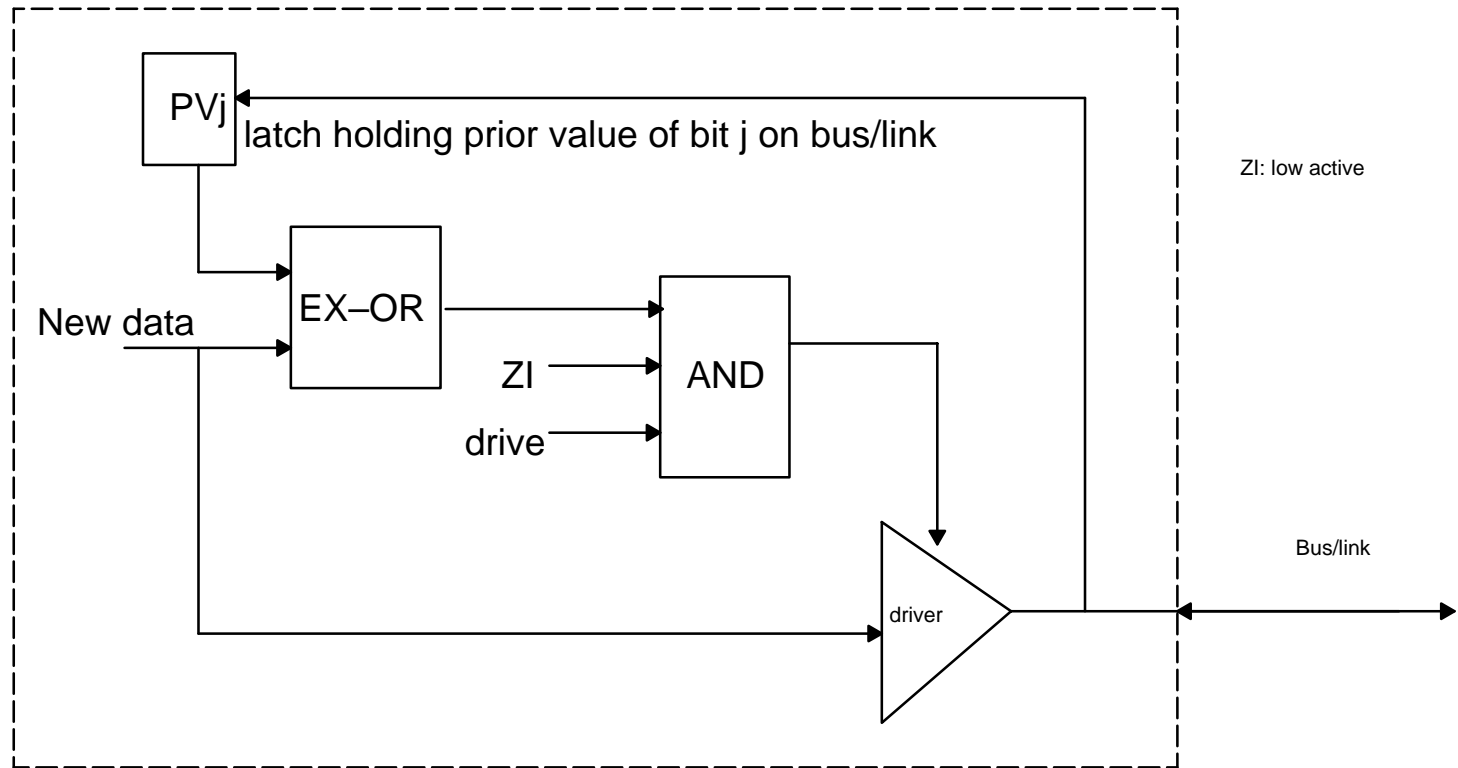 PVj
latch holding prior value of bit j on bus/link
ZI: low active
EX–OR
New data
ZI
AND
drive
Bus/link
driver